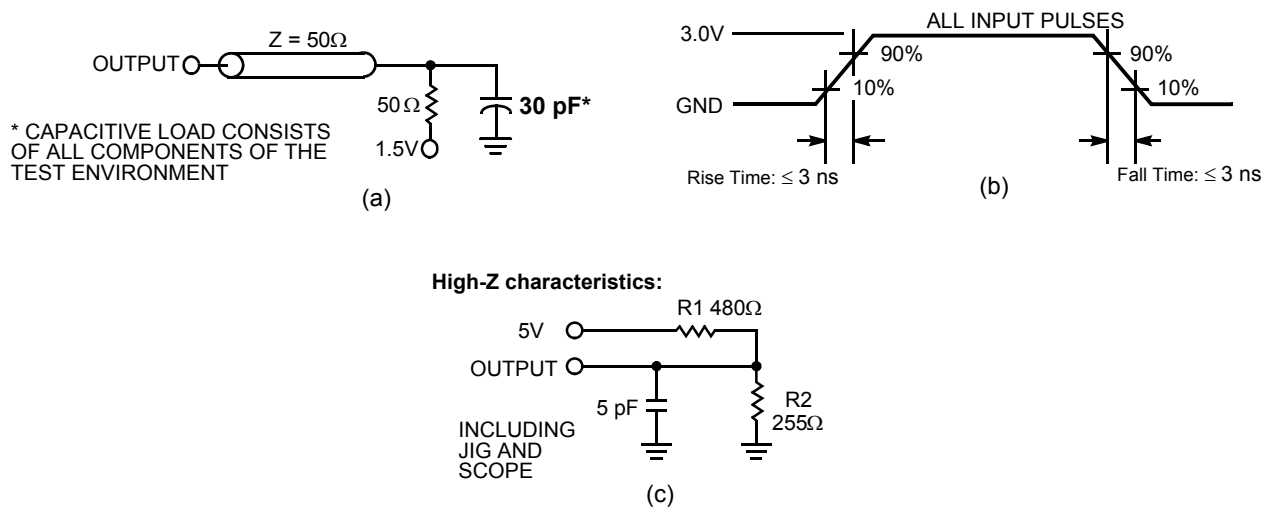 Z = 50Ω
OUTPUT
50Ω
30 pF*
1.5V
* CAPACITIVE LOAD CONSISTS
OF ALL COMPONENTS OF THE
TEST ENVIRONMENT
(a)
ALL INPUT PULSES
3.0V
90%
90%
10%
10%
GND
Rise Time: ≤ 3 ns
Fall Time: ≤ 3 ns
(b)
High-Z characteristics:
R1 480Ω
5V
OUTPUT
5 pF
R2
255Ω
INCLUDING
JIG AND
SCOPE
(c)